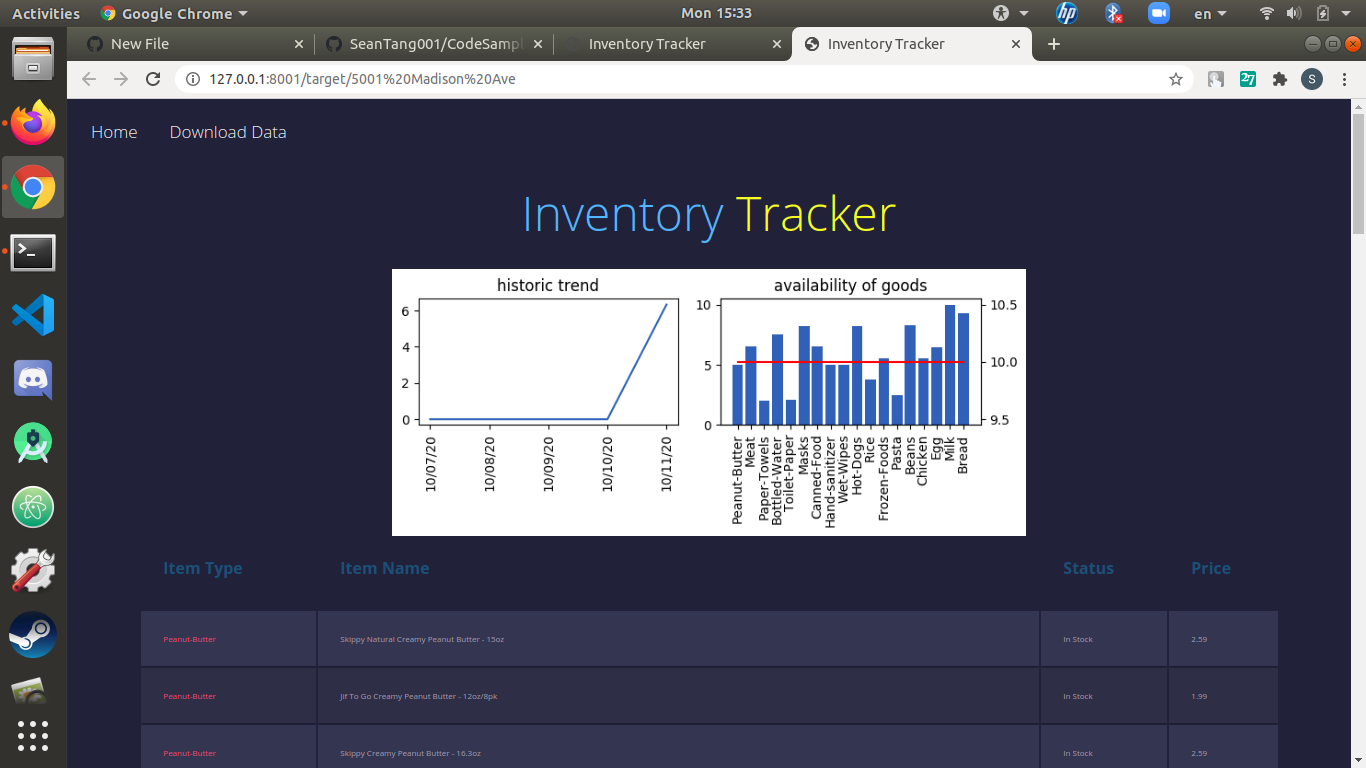 Activities Google Chrome Mon 15:33 en
New File SeanTang001/CodeSampl Inventory Tracker Inventory Tracker
127.0.0.1:8001/target/5001%20Madison%20Ave 27 S
Home Download Data
Inventory Tracker
historic trend
6
4
2
0
10/07/20 10/08/20 10/09/20 10/10/20 10/11/20
availability of goods
10
5
0
10.5
10.0
9.5
Peanut-Butter Meat Paper-Towels Bottled-Water Toilet-Paper Masks Canned-Food Hand-sanitizer Wet-Wipes Hot-Dogs Rice Frozen-Foods Pasta Beans Chicken Egg Milk Bread
Item Type Item Name Status Price
Peanut-Butter Skippy Natural Creamy Peanut Butter - 15oz In Stock 2.59
Peanut-Butter Jif To Go Creamy Peanut Butter - 12oz/8pk In Stock 1.99
Peanut-Butter Skippy Creamy Peanut Butter - 16.3oz In Stock 2.59